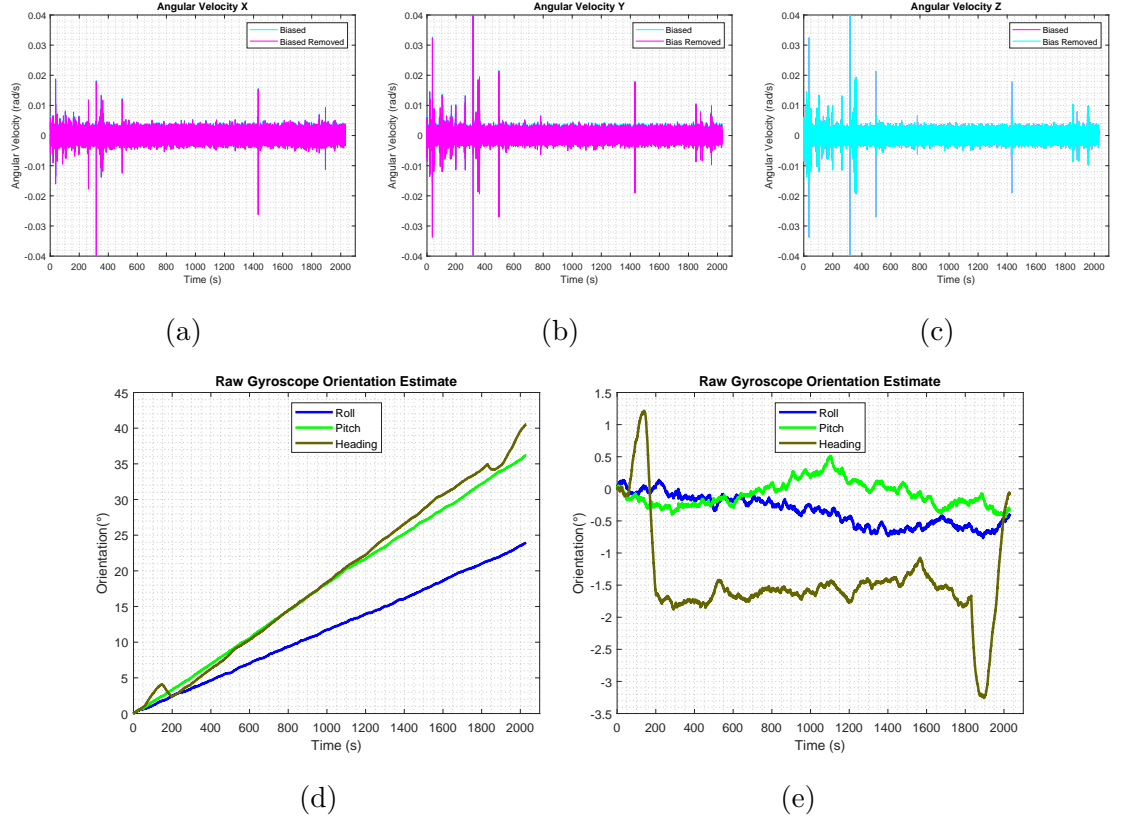 Angular Velocity X
Angular Velocity (rad/s)
0.04
0.03
0.02
0.01
0
-0.01
-0.02
-0.03
-0.04
Biased
Biased Removed
0 200 400 600 800 1000 1200 1400 1600 1800 2000
Time (s)
(a)
Angular Velocity Y
Angular Velocity (rad/s)
0.04
0.03
0.02
0.01
0
-0.01
-0.02
-0.03
-0.04
Biased
Bias Removed
0 200 400 600 800 1000 1200 1400 1600 1800 2000
Time (s)
(b)
Angular Velocity Z
Angular Velocity (rad/s)
0.04
0.03
0.02
0.01
0
-0.01
-0.02
-0.03
-0.04
Biased
Bias Removed
0 200 400 600 800 1000 1200 1400 1600 1800 2000
Time (s)
(c)
Raw Gyroscope Orientation Estimate
Orientation(°)
45
40
35
30
25
20
15
10
5
0
Roll
Pitch
Heading
0 200 400 600 800 1000 1200 1400 1600 1800 2000
Time (s)
(d)
Raw Gyroscope Orientation Estimate
Orientation(°)
1.5
1
0.5
0
-0.5
-1
-1.5
-2
-2.5
-3
-3.5
Roll
Pitch
Heading
0 200 400 600 800 1000 1200 1400 1600 1800 2000
Time (s)
(e)